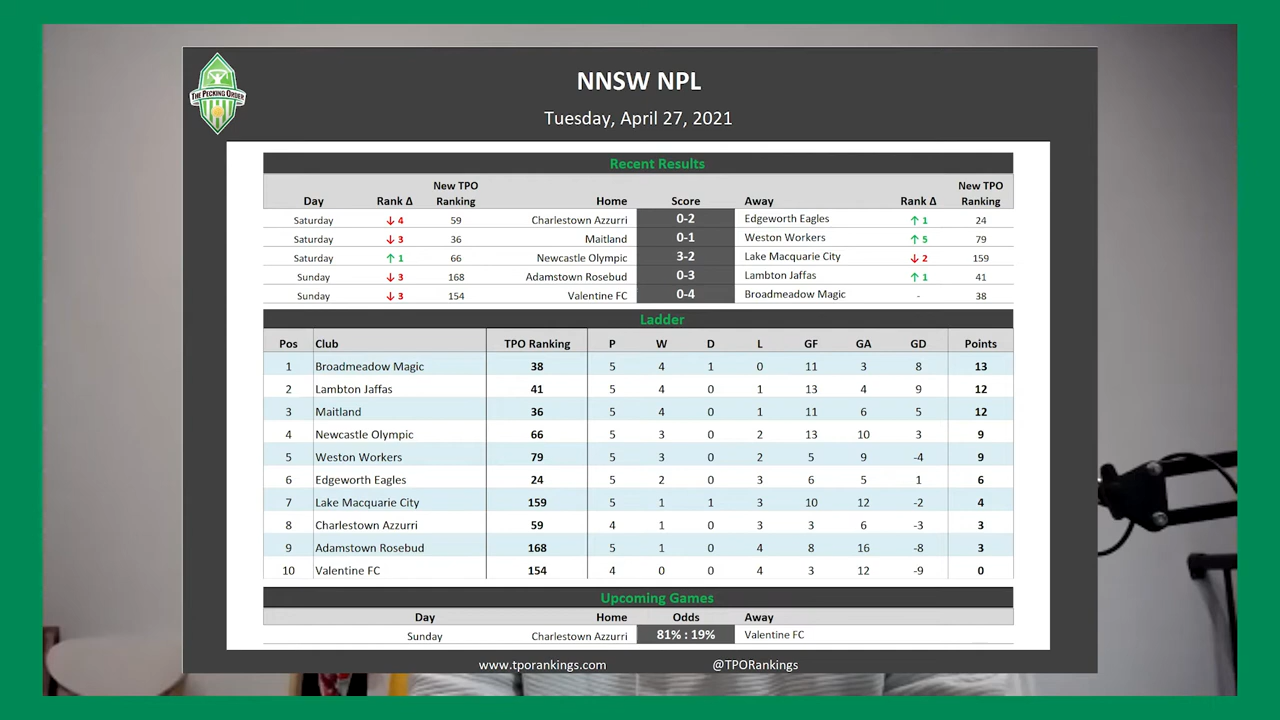 THE PECKING ORDER
NNSW NPL
Tuesday, April 27, 2021
Recent Results
Day Rank Δ New TPO Ranking Home Score Away Rank Δ New TPO Ranking
Saturday ↓ 4 59 Charlestown Azzurri 0-2 Edgeworth Eagles ↑ 1 24
Saturday ↓ 3 36 Maitland 0-1 Weston Workers ↑ 5 79
Saturday ↑ 1 66 Newcastle Olympic 3-2 Lake Macquarie City ↓ 2 159
Sunday ↓ 3 168 Adamstown Rosebud 0-3 Lambton Jaffas ↑ 1 41
Sunday ↓ 3 154 Valentine FC 0-4 Broadmeadow Magic - 38
Ladder
Pos Club TPO Ranking P W D L GF GA GD Points
1 Broadmeadow Magic 38 5 4 1 0 11 3 8 13
2 Lambton Jaffas 41 5 4 0 1 13 4 9 12
3 Maitland 36 5 4 0 1 11 6 5 12
4 Newcastle Olympic 66 5 3 0 2 13 10 3 9
5 Weston Workers 79 5 3 0 2 5 9 -4 9
6 Edgeworth Eagles 24 5 2 0 3 6 5 1 6
7 Lake Macquarie City 159 5 1 1 3 10 12 -2 4
8 Charlestown Azzurri 59 4 1 0 3 3 6 -3 3
9 Adamstown Rosebud 168 5 1 0 4 8 16 -8 3
10 Valentine FC 154 4 0 0 4 3 12 -9 0
Upcoming Games
Day Home Odds Away
Sunday Charlestown Azzurri 81% : 19% Valentine FC
www.tporankings.com @TPORankings